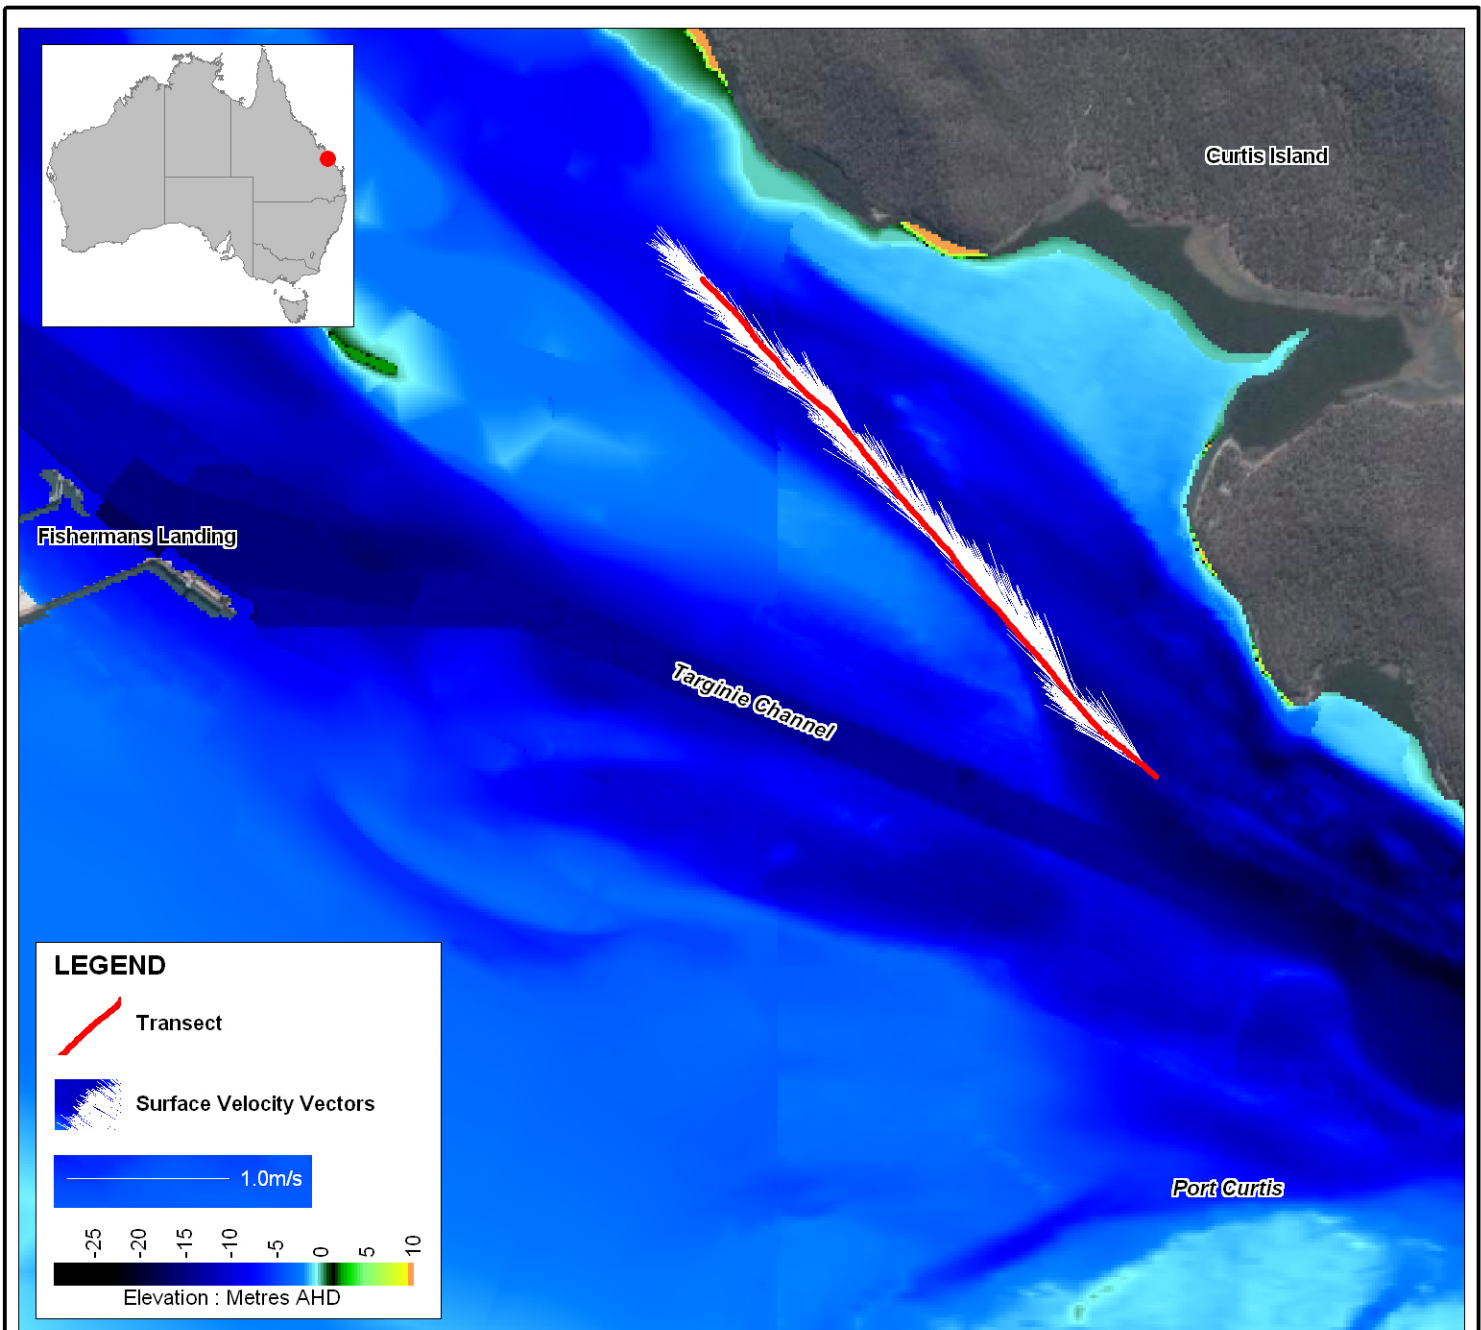 Curtis Island
Fishermans Landing
Targinie Channel
Port Curtis
LEGEND
Transect
Surface Velocity Vectors
1.0m/s
-25 -20 -15 -10 -5 0 5 10
Elevation : Metres AHD